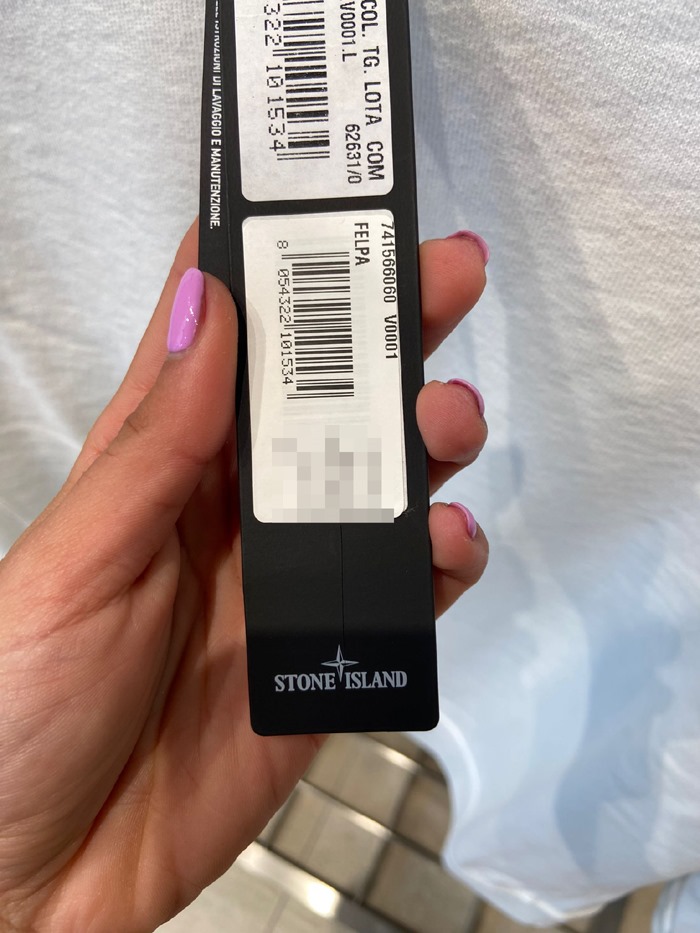 ISTRUZIONI DI LAVAGGIO E MANUTENZIONE.
COL. TG. LOTA COM
V0001.L 62631/0
322 101534
741566060 V0001
FELPA
8 054322 101534
STONE ISLAND